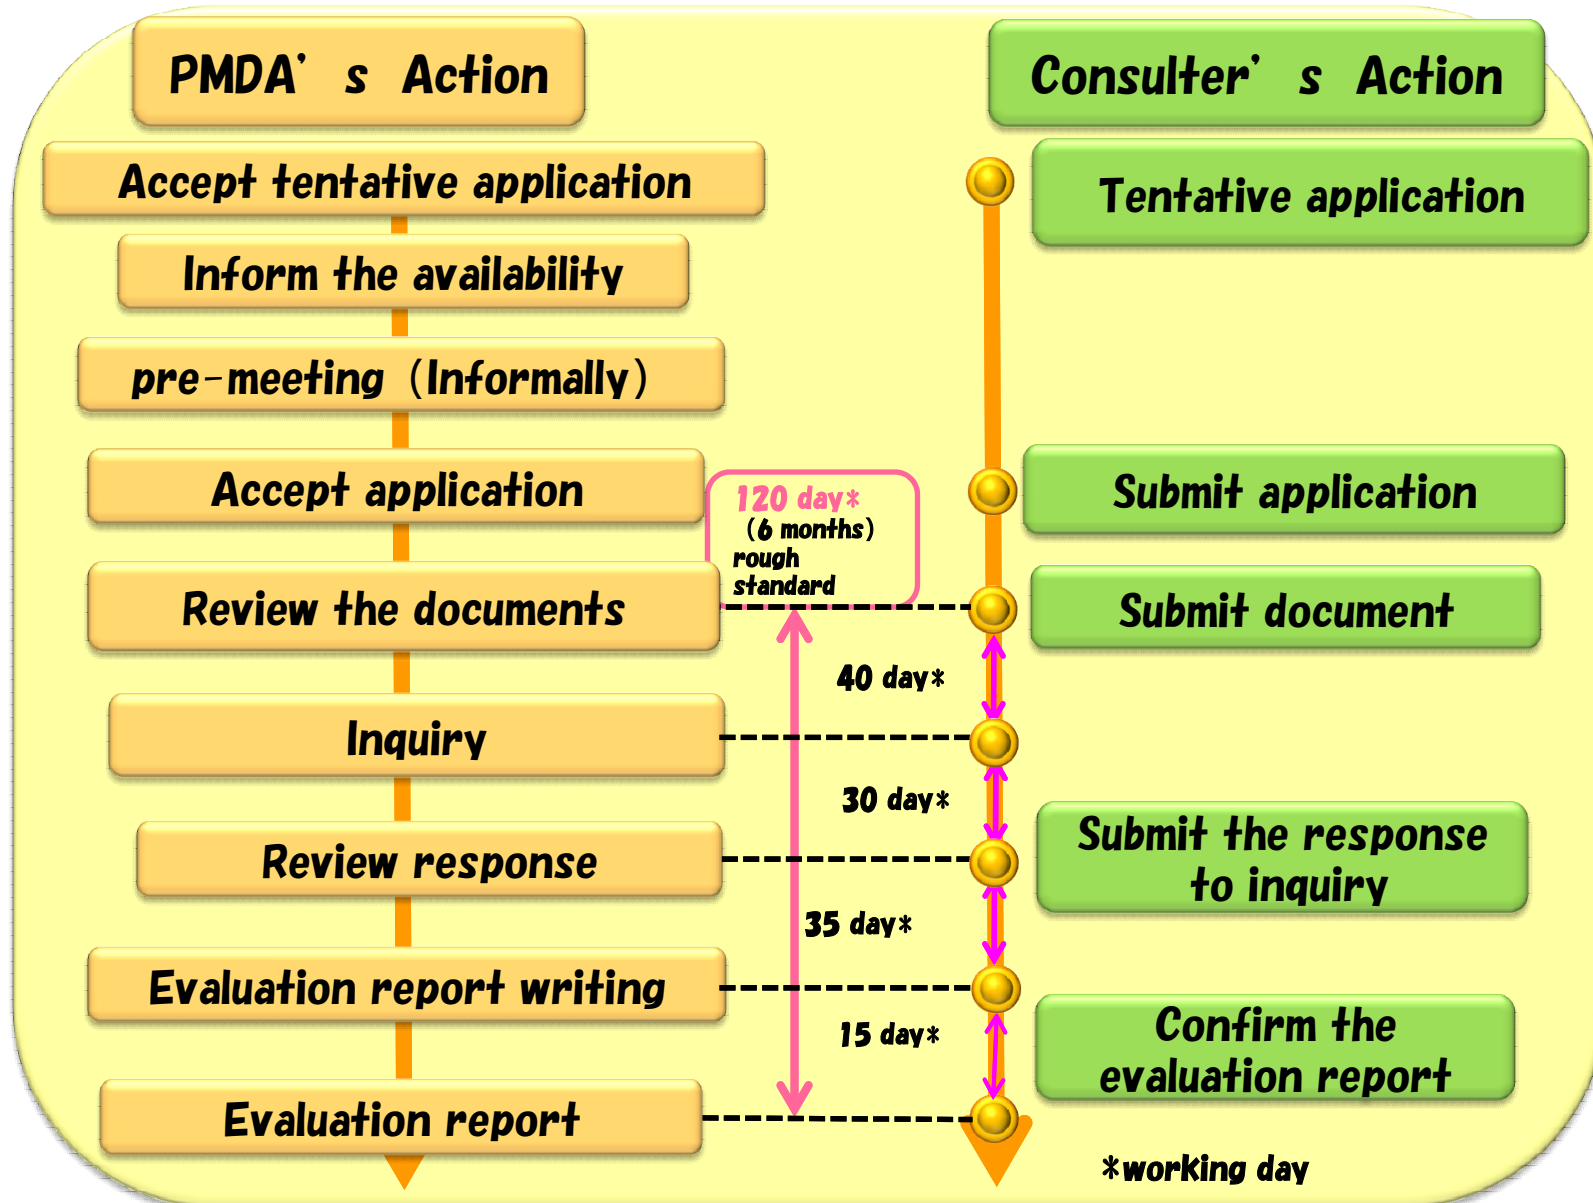 PMDA’s Action
Accept tentative application
Inform the availability
pre-meeting (Informally)
Accept application
Review the documents
Inquiry
Review response
Evaluation report writing
Evaluation report
120 day*
(6 months)
rough
standard
40 day*
30 day*
35 day*
15 day*
Consulter’s Action
Tentative application
Submit application
Submit document
Submit the response
to inquiry
Confirm the
evaluation report
*working day